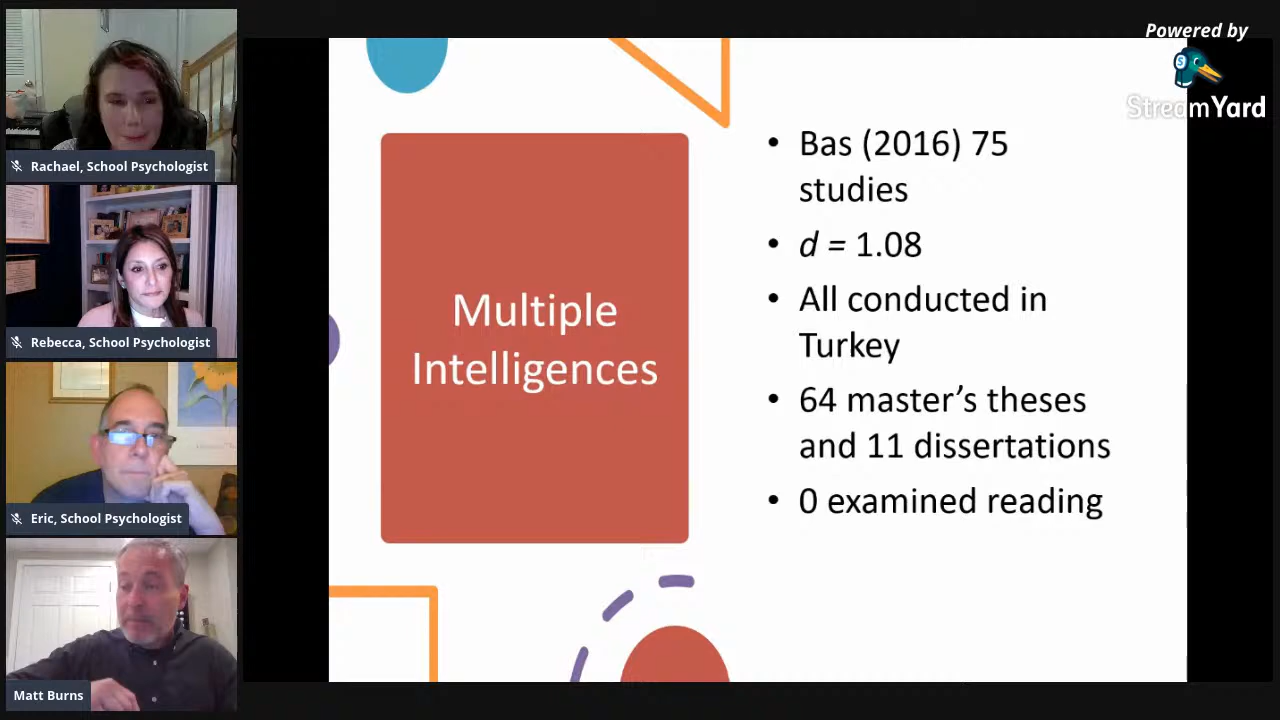 Powered by
StreamYard
Rachael, School Psychologist
Rebecca, School Psychologist
Eric, School Psychologist
Matt Burns
Multiple
Intelligences
• Bas (2016) 75
studies
• d = 1.08
• All conducted in
Turkey
• 64 master’s theses
and 11 dissertations
• 0 examined reading